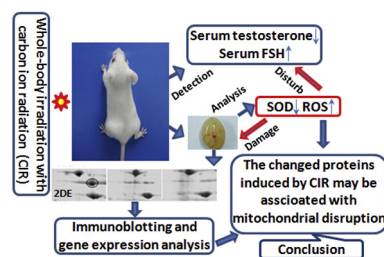 Whole-body irradiation with
carbon ion radiation (CIR)
Serum testosterone↓
Serum FSH↑
Detection
Analysis
Disturb
SOD↓ ROS↑
Damage
2DE
The changed proteins
induced by CIR may be
asscioated with
mitochondrial disruption
Immunoblotting and
gene expression analysis
Conclusion